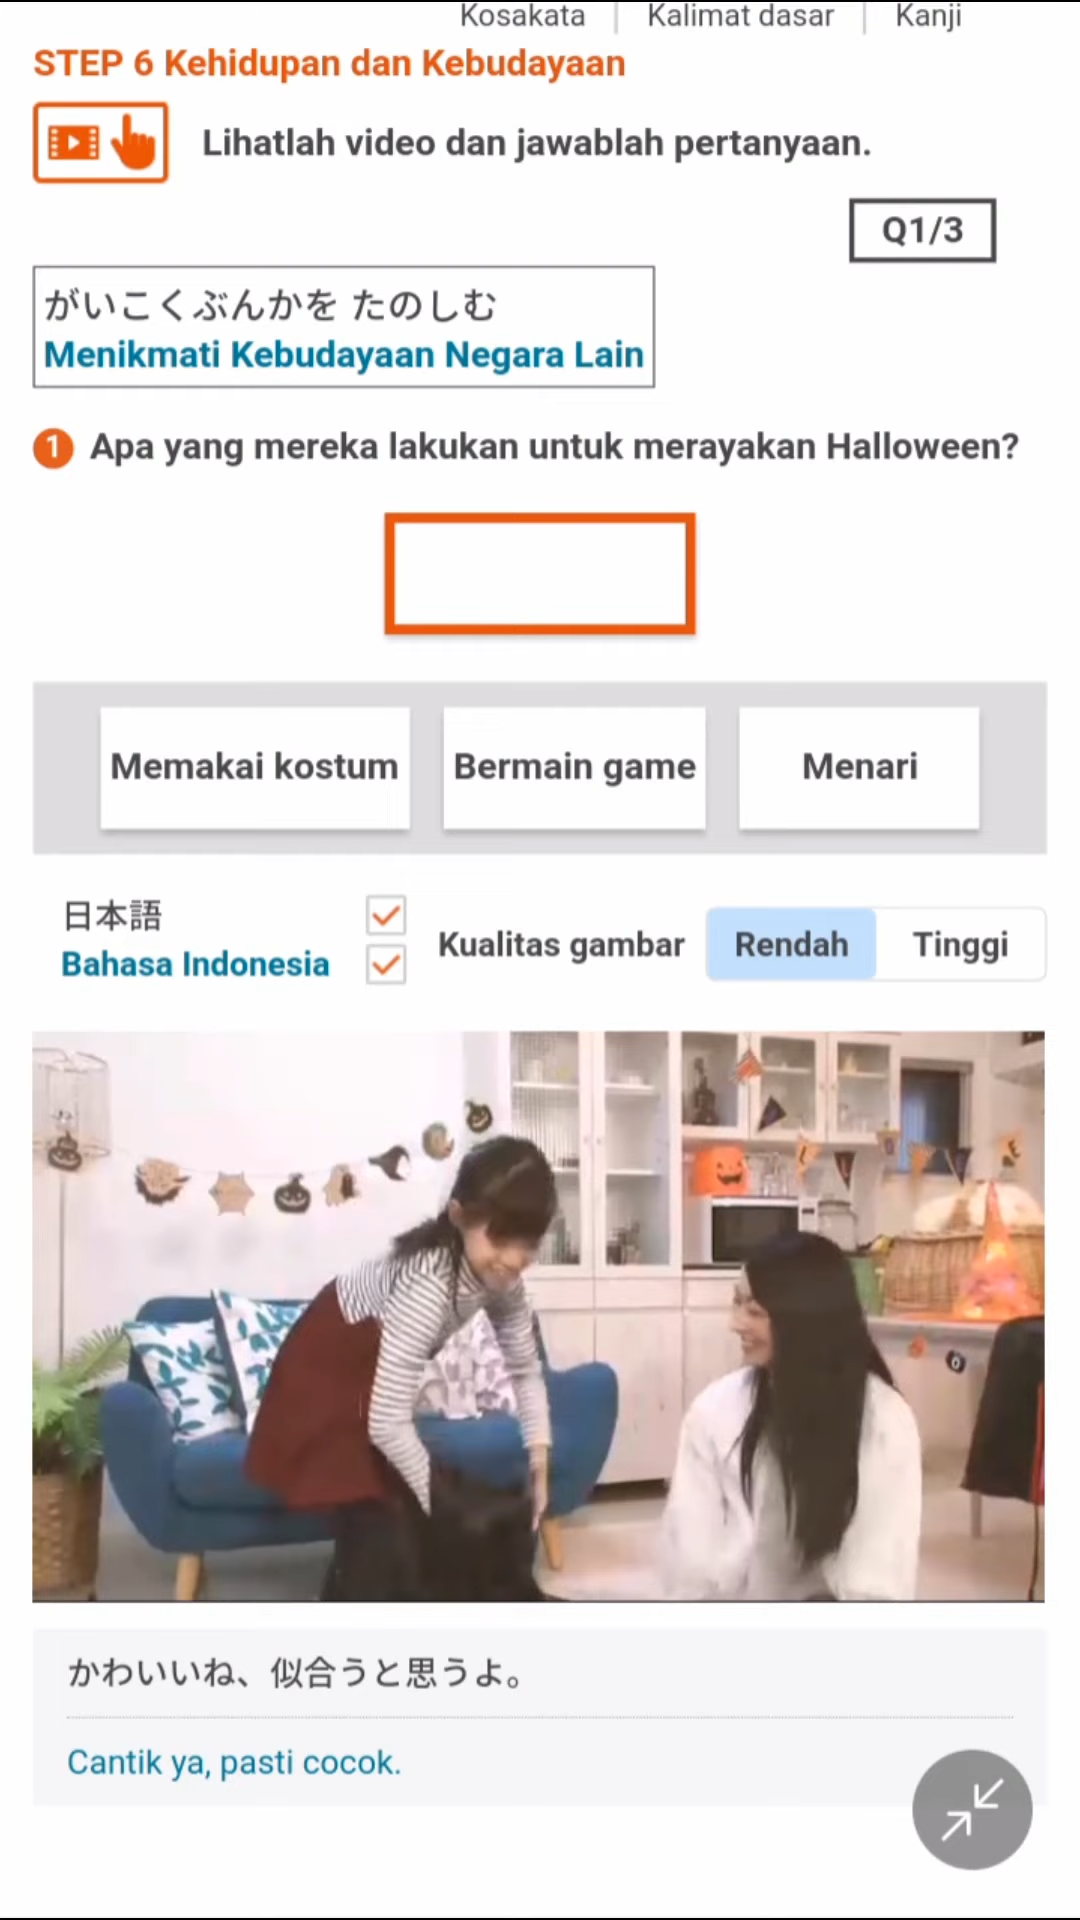 Kosakata | Kalimat dasar | Kanji
STEP 6 Kehidupan dan Kebudayaan
Lihatlah video dan jawablah pertanyaan.
Q1/3
がいこくぶんかを たのしむ
Menikmati Kebudayaan Negara Lain
1 Apa yang mereka lakukan untuk merayakan Halloween?
Memakai kostum
Bermain game
Menari
日本語
Bahasa Indonesia
Kualitas gambar
Rendah
Tinggi
かわいいね、似合うと思うよ。
Cantik ya, pasti cocok.